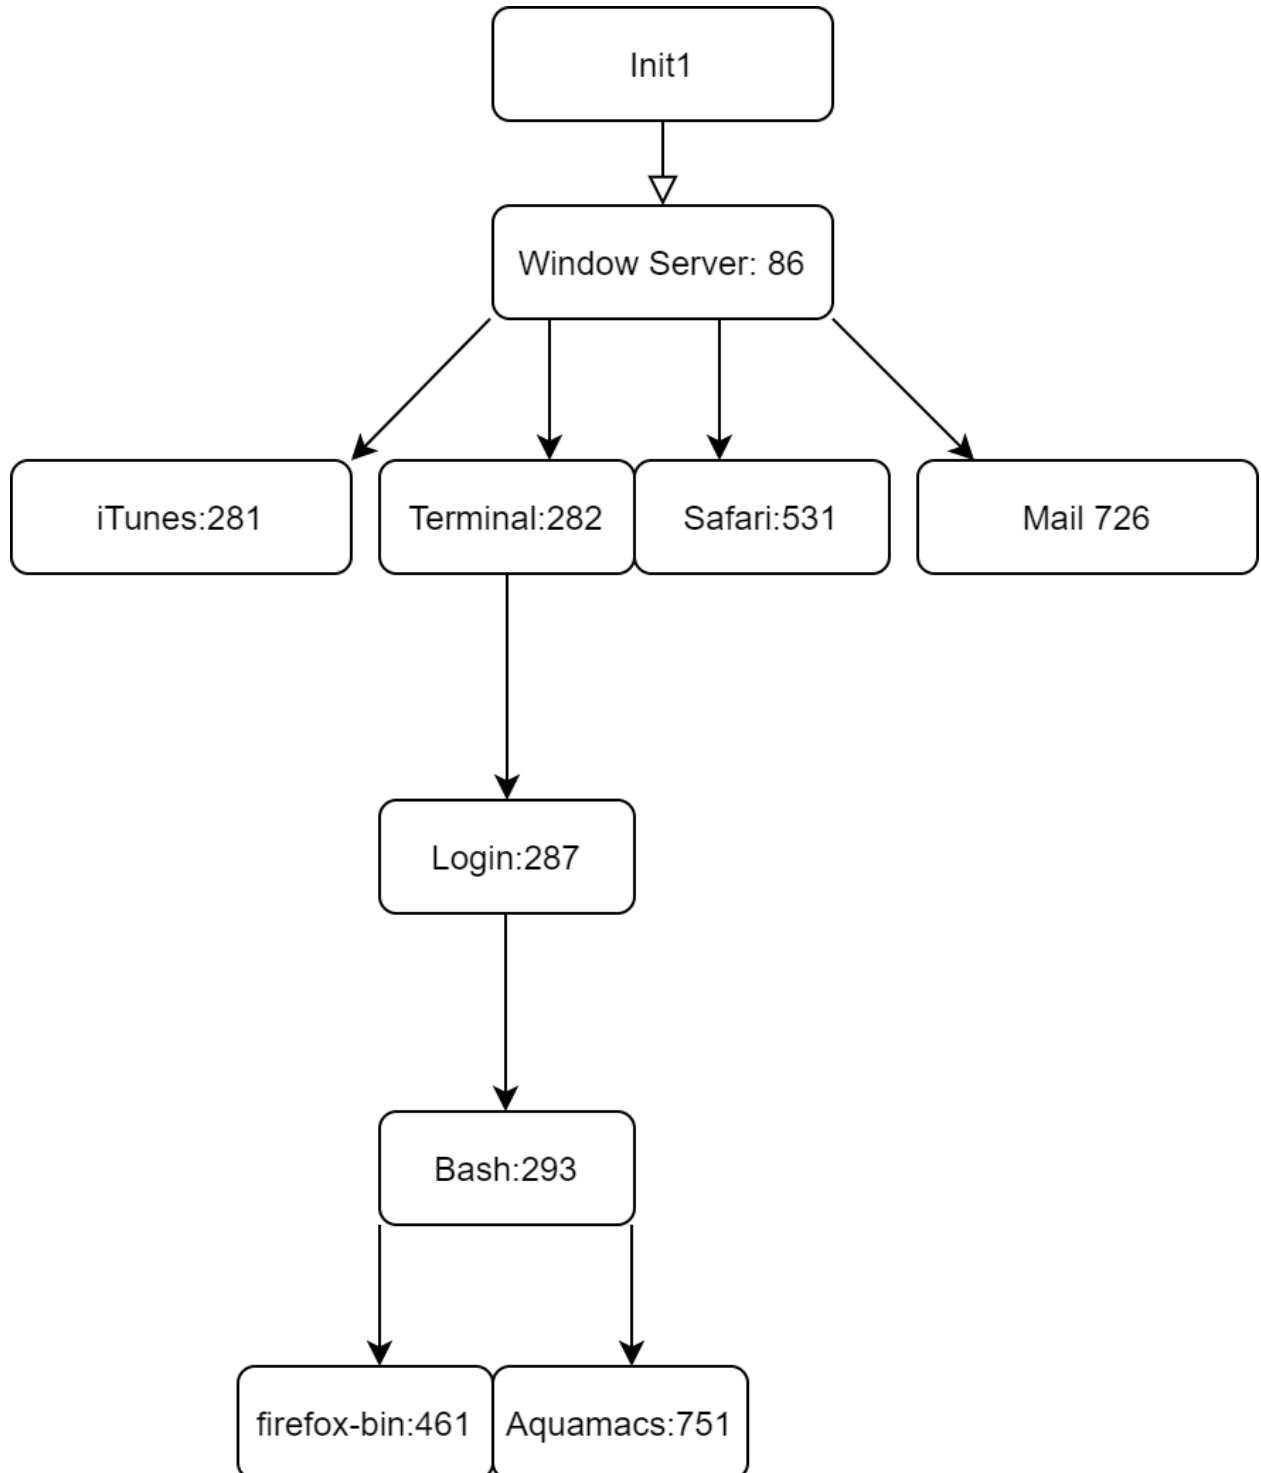 Init1
Window Server: 86
iTunes:281
Terminal:282
Safari:531
Mail 726
Login:287
Bash:293
firefox-bin:461
Aquamacs:751